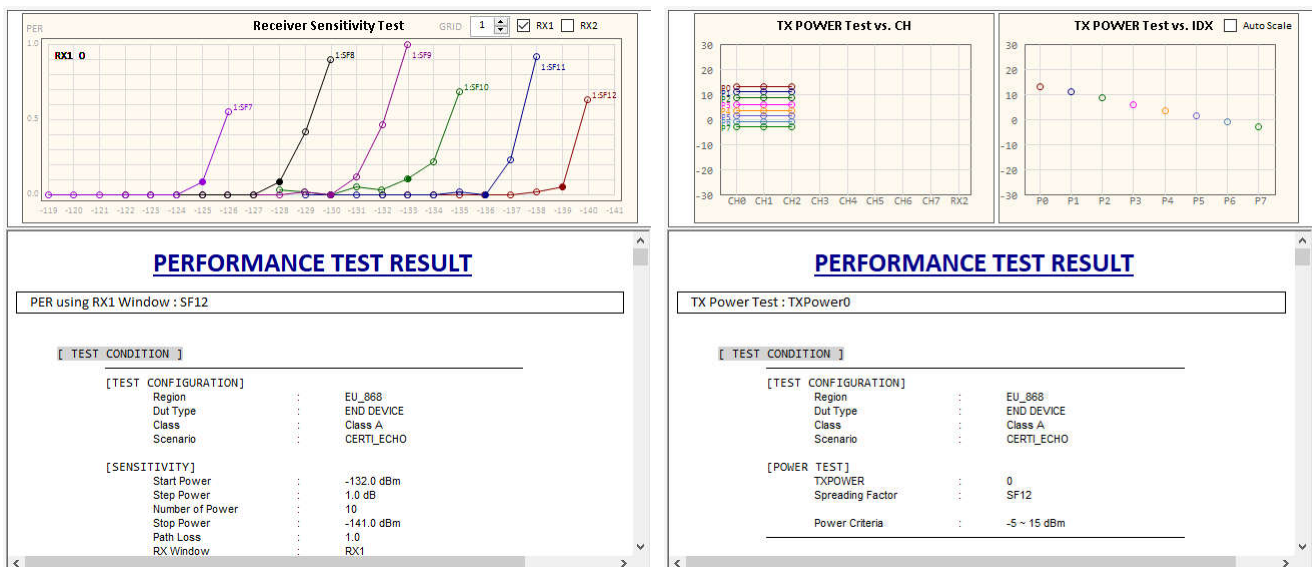 Receiver Sensitivity Test GRID 1 RX1 RX2
PER
1.0
0.5
0.0
RX1 0
1:SF7
1:SF8
1:SF9
1:SF10
1:SF11
1:SF12
-119 -120 -121 -122 -123 -124 -125 -126 -127 -128 -129 -130 -131 -132 -133 -134 -135 -136 -137 -138 -139 -140 -141
PERFORMANCE TEST RESULT
PER using RX1 Window : SF12
[ TEST CONDITION ]
[TEST CONFIGURATION]
Region : EU_868
Dut Type : END DEVICE
Class : Class A
Scenario : CERTI_ECHO
[SENSITIVITY]
Start Power : -132.0 dBm
Step Power : 1.0 dB
Number of Power : 10
Stop Power : -141.0 dBm
Path Loss : 1.0
RX Window : RX1
TX POWER Test vs. CH
30
20
10
0
-10
-20
-30
P0
P7
CH0 CH1 CH2 CH3 CH4 CH5 CH6 CH7 RX2
TX POWER Test vs. IDX Auto Scale
30
20
10
0
-10
-20
-30
P0 P1 P2 P3 P4 P5 P6 P7
PERFORMANCE TEST RESULT
TX Power Test : TXPower0
[ TEST CONDITION ]
[TEST CONFIGURATION]
Region : EU_868
Dut Type : END DEVICE
Class : Class A
Scenario : CERTI_ECHO
[POWER TEST]
TXPOWER : 0
Spreading Factor : SF12
Power Criteria : -5 ~ 15 dBm